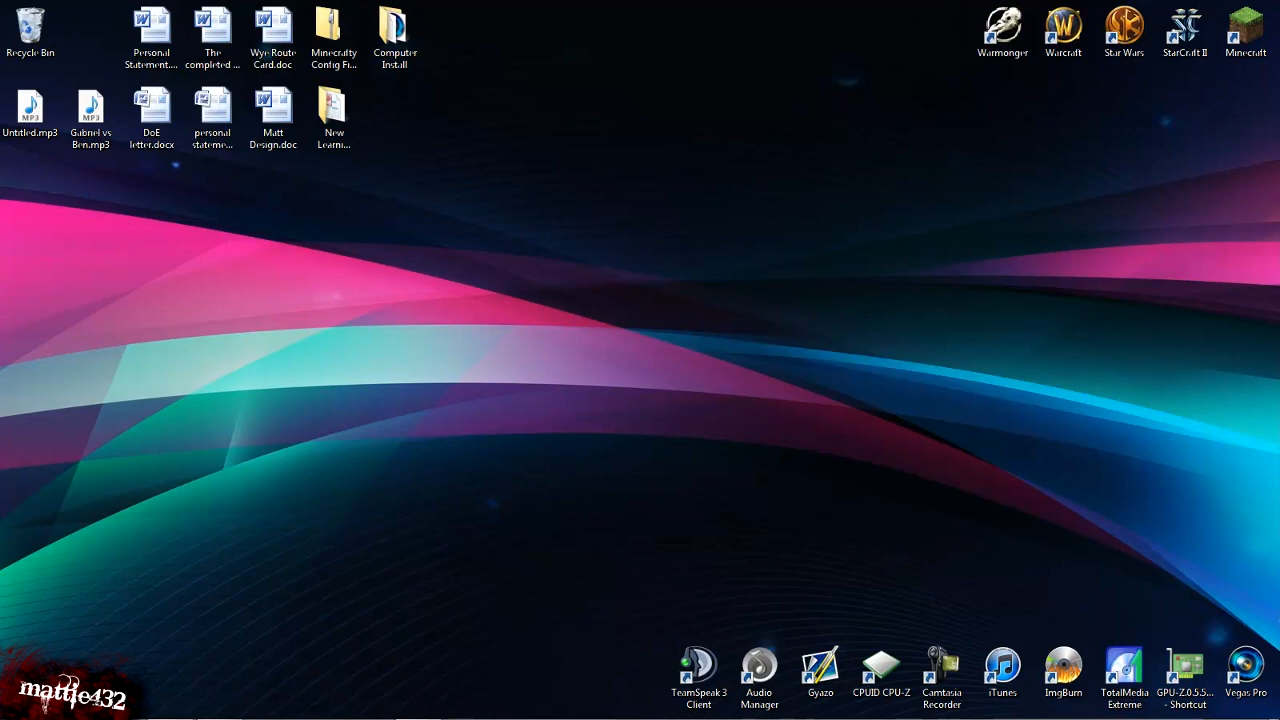 Recycle Bin
Personal Statement....
The completed ...
Wye Route Card.doc
Minecrafty Config Fi...
Computer Install
Warmonger
Warcraft
Star Wars
StarCraft II
Minecraft
Untitled.mp3
Gabriel vs Ben.mp3
DoE letter.docx
personal stateme...
Matt Design.doc
New Learni...
MP3
MP3
TeamSpeak 3 Client
Audio Manager
Gyazo
CPUID CPU-Z
Camtasia Recorder
iTunes
ImgBurn
TotalMedia Extreme
GPU-Z.0.5.5... - Shortcut
Vegas Pro
mattle432